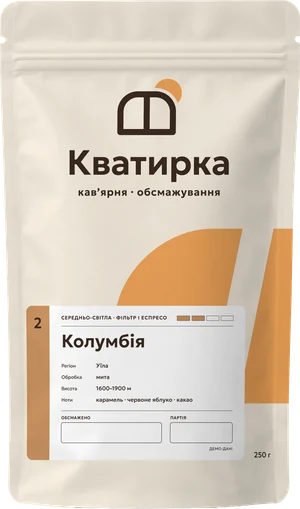 Кватирка
кав'ярня · обсмажування
2
СЕРЕДНЬО-СВІТЛА · ФІЛЬТР І ЕСПРЕСО
Колумбія
Регіон Уїла
Обробка мита
Висота 1600–1900 м
Ноти карамель · червоне яблуко · какао
ОБСМАЖЕНО ПАРТІЯ
ДЕМО-ДАНІ
250 г